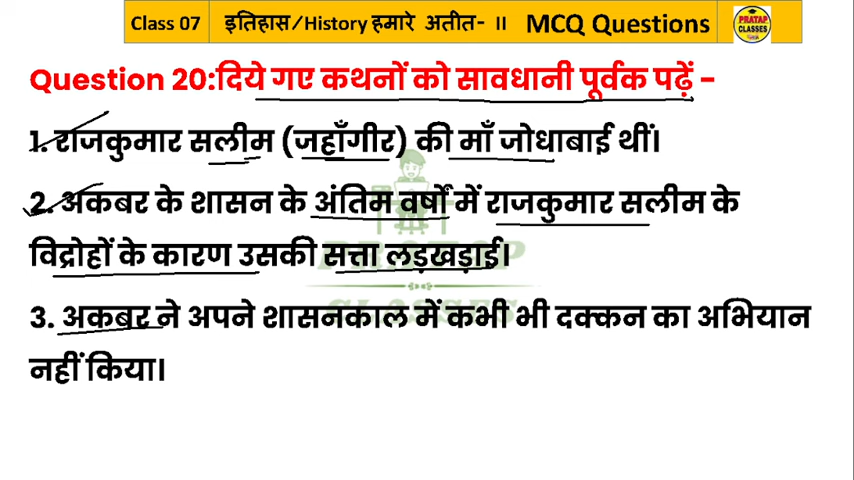 Class 07 इतिहास/History हमारे अतीत- II MCQ Questions PRATAP CLASSES
Question 20:दिये गए कथनों को सावधानी पूर्वक पढ़ें -
1. राजकुमार सलीम (जहाँगीर) की माँ जोधाबाई थीं।
2. अकबर के शासन के अंतिम वर्षों में राजकुमार सलीम के
विद्रोहों के कारण उसकी सत्ता लड़खड़ाई।
PRATAP
CLASSES
3. अकबर ने अपने शासनकाल में कभी भी दक्कन का अभियान
नहीं किया।